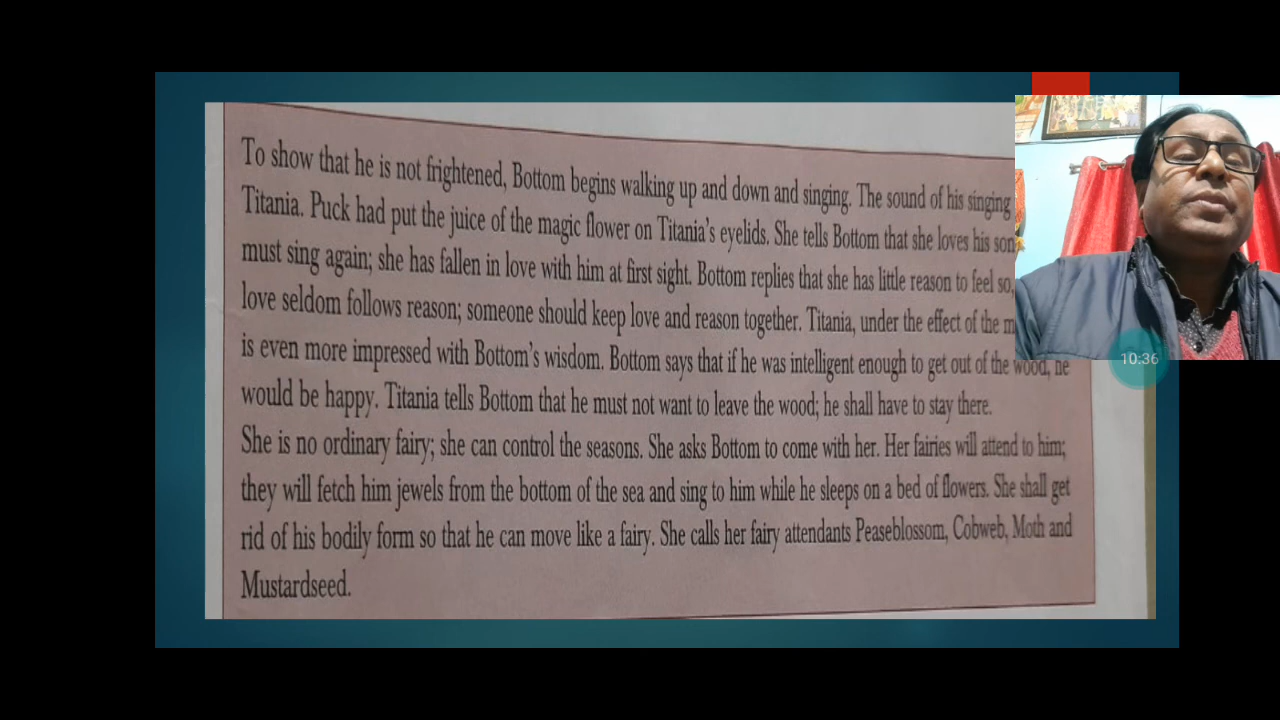 To show that he is not frightened, Bottom begins walking up and down and singing. The sound of his singing
Titania. Puck had put the juice of the magic flower on Titania's eyelids. She tells Bottom that she loves his
must sing again; she has fallen in love with him at first sight. Bottom replies that she has little reason to feel so,
love seldom follows reason; someone should keep love and reason together. Titania, under the effect of the
is even more impressed with Bottom's wisdom. Bottom says that if he was intelligent enough to get out of the wood, he
would be happy. Titania tells Bottom that he must not want to leave the wood; he shall have to stay there.
She is no ordinary fairy; she can control the seasons. She asks Bottom to come with her. Her fairies will attend to him;
they will fetch him jewels from the bottom of the sea and sing to him while he sleeps on a bed of flowers. She shall get
rid of his bodily form so that he can move like a fairy. She calls her fairy attendants Peaseblossom, Cobweb, Moth and
Mustardseed.
10:36